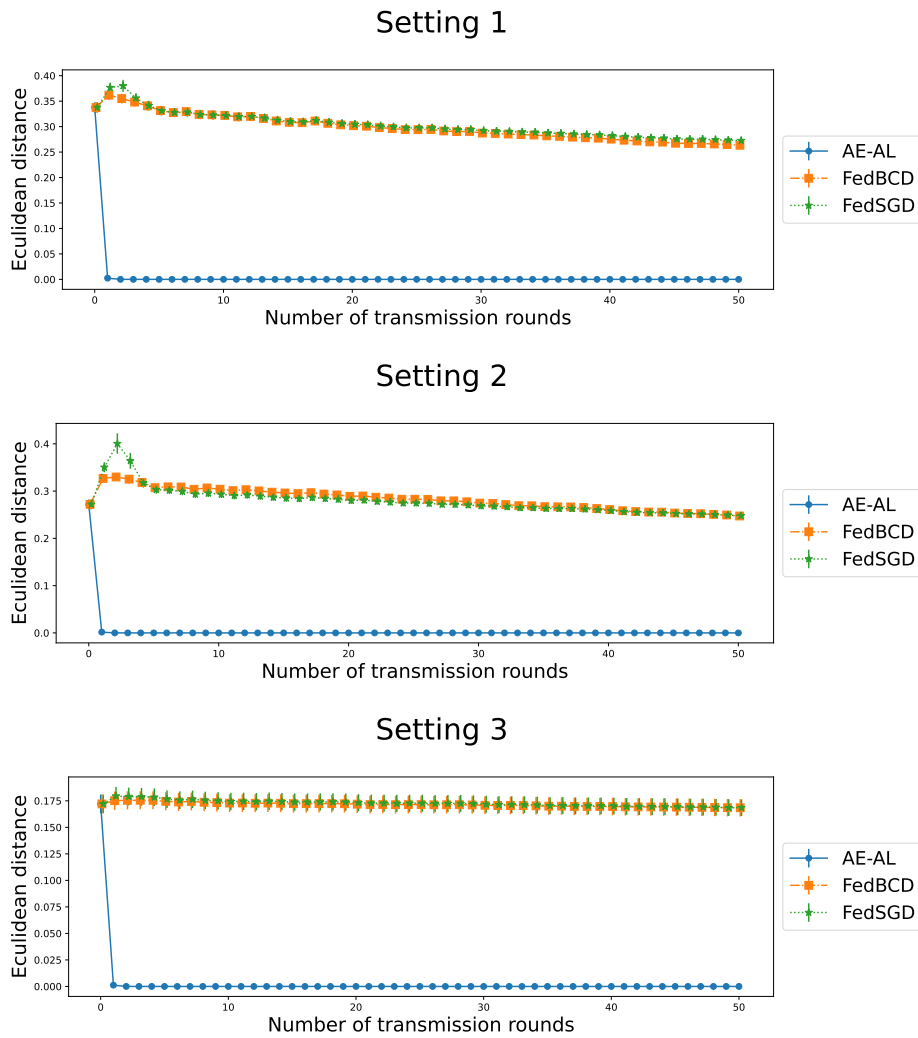 Setting 1
0.40
0.35
0.30
0.25
0.20
0.15
0.10
0.05
0.00
Eculidean distance
0
10
20
30
40
50
Number of transmission rounds
AE-AL
FedBCD
FedSGD
Setting 2
0.4
0.3
0.2
0.1
0.0
Eculidean distance
0
10
20
30
40
50
Number of transmission rounds
AE-AL
FedBCD
FedSGD
Setting 3
0.175
0.150
0.125
0.100
0.075
0.050
0.025
0.000
Eculidean distance
0
10
20
30
40
50
Number of transmission rounds
AE-AL
FedBCD
FedSGD